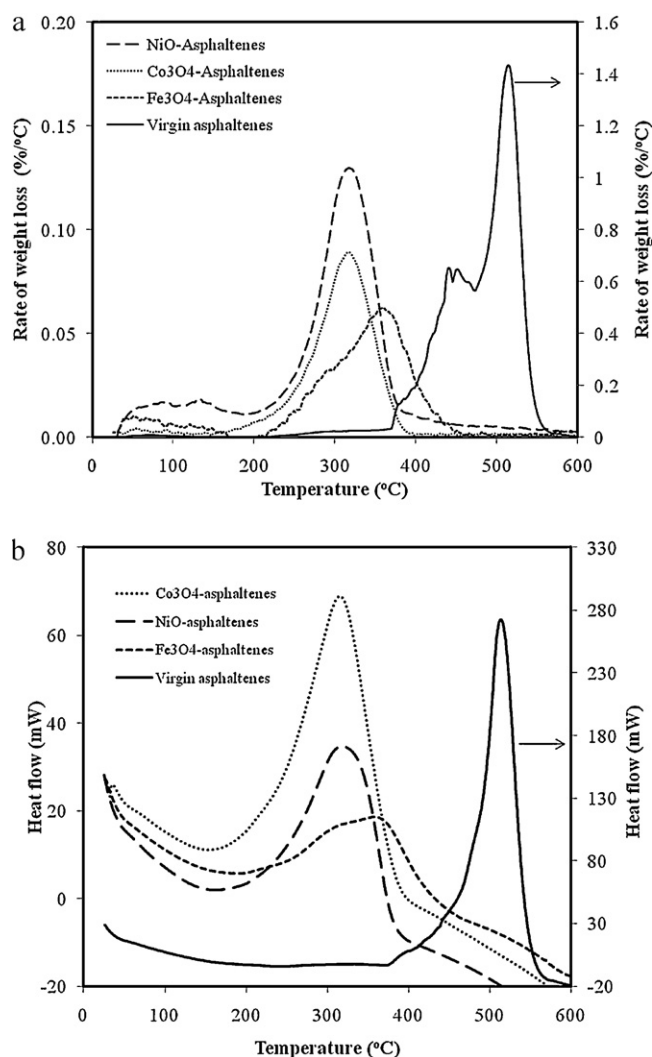 a
0.20
0.15
0.10
0.05
0.00
Rate of weight loss (%/°C)
NiO-Asphaltenes
Co3O4-Asphaltenes
Fe3O4-Asphaltenes
Virgin asphaltenes
1.6
1.4
1.2
1
0.8
0.6
0.4
0.2
0
Rate of weight loss (%/°C)
0 100 200 300 400 500 600
Temperature (°C)
b
80
60
40
20
0
-20
Heat flow (mW)
Co3O4-asphaltenes
NiO-asphaltenes
Fe3O4-asphaltenes
Virgin asphaltenes
330
280
230
180
130
80
30
-20
Heat flow (mW)
0 100 200 300 400 500 600
Temperature (°C)